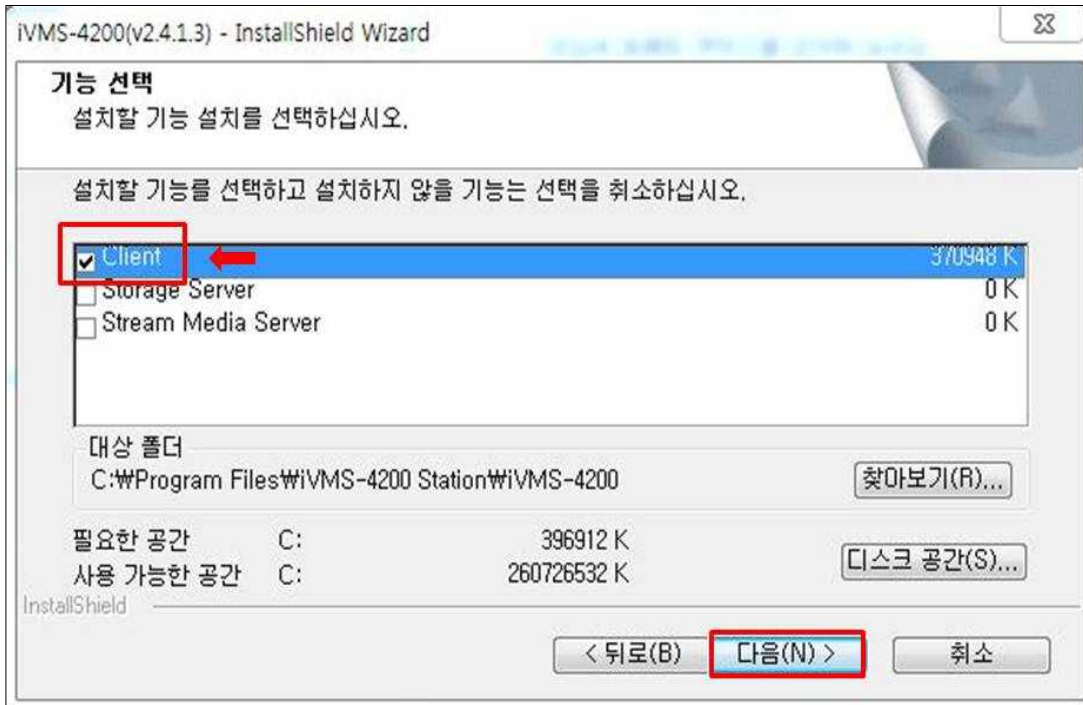 iVMS-4200(v2.4.1.3) - InstallShield Wizard
기능 선택
설치할 기능 설치를 선택하십시오.
설치할 기능를 선택하고 설치하지 않을 기능는 선택을 취소하십시오.
Client 370948 K
Storage Server 0 K
Stream Media Server 0 K
대상 폴더
C:₩Program Files₩iVMS-4200 Station₩iVMS-4200
찾아보기(R)...
필요한 공간 C: 396912 K
사용 가능한 공간 C: 260726532 K
디스크 공간(S)...
InstallShield
< 뒤로(B) 다음(N) > 취소